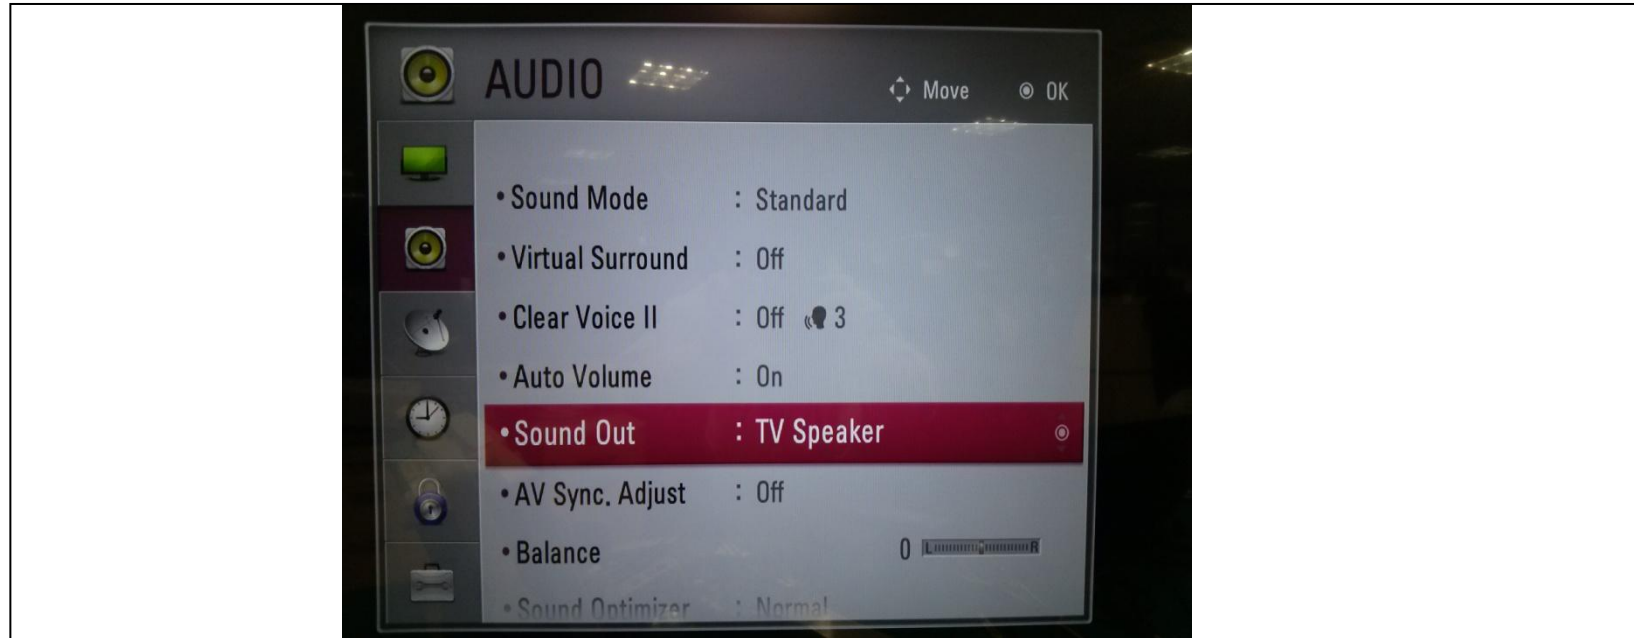 AUDIO Move OK
• Sound Mode : Standard
• Virtual Surround : Off
• Clear Voice II : Off 3
• Auto Volume : On
• Sound Out : TV Speaker
• AV Sync. Adjust : Off
• Balance 0 L R
• Sound Optimizer : Normal